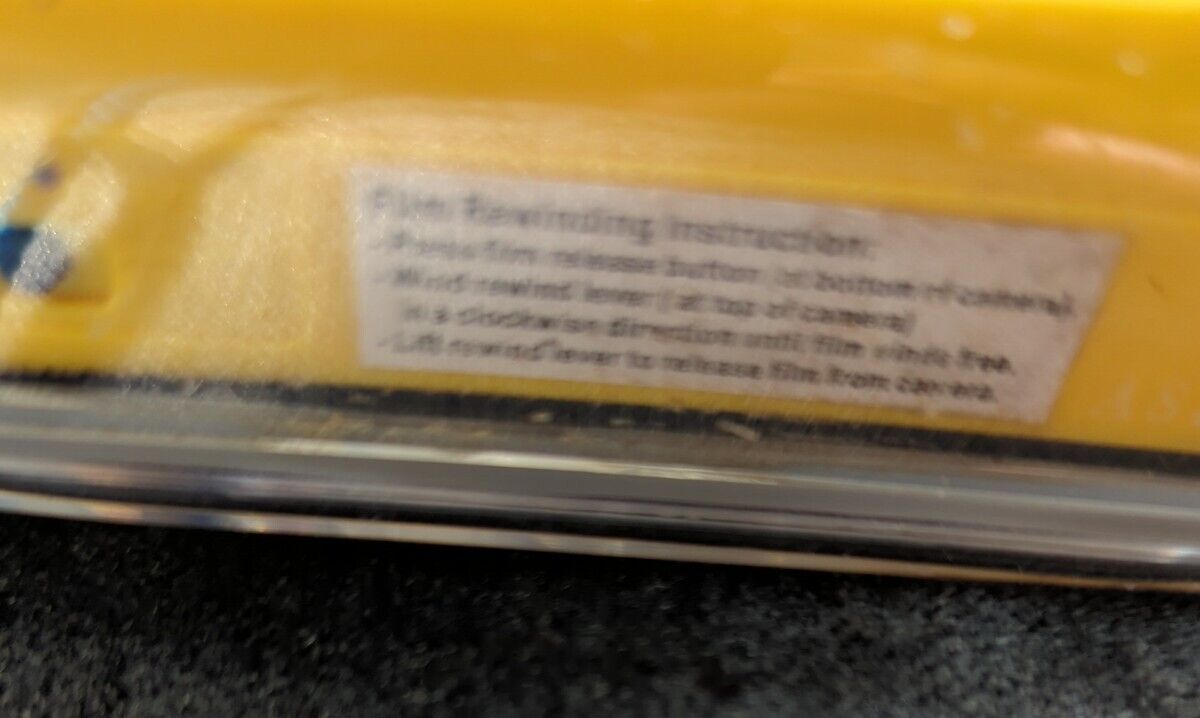 Film Rewinding Instruction:
- Press film release button (at bottom of camera).
- Wind rewind lever (at top of camera)
in a clockwise direction until film winds free.
- Lift rewind lever to release film from camera.